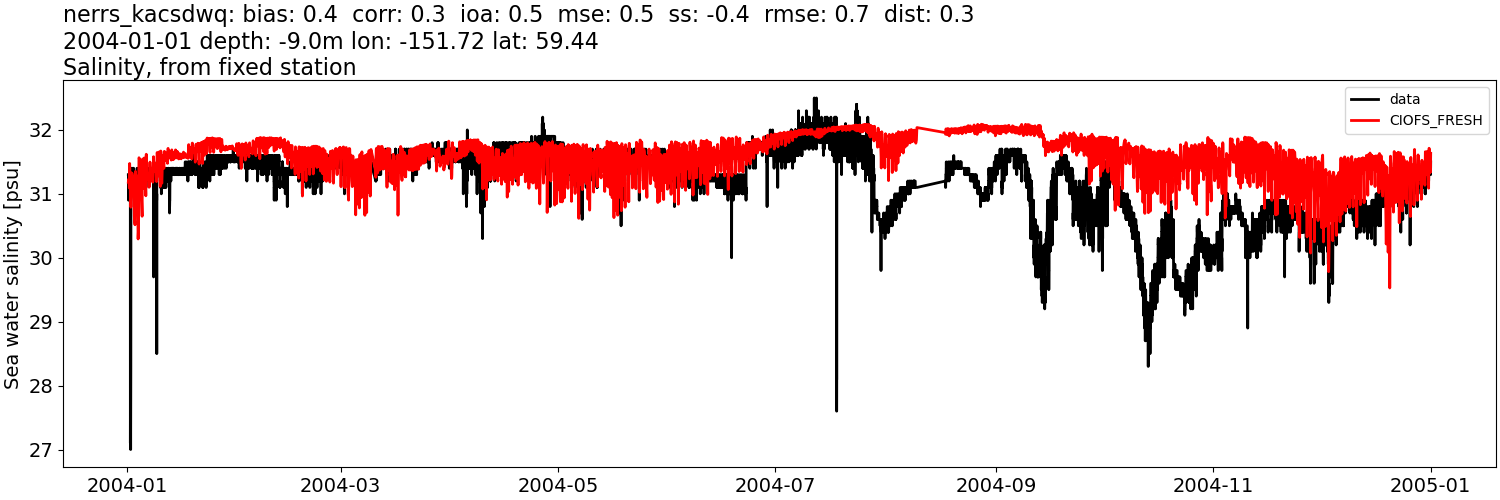 nerrs_kacsdwq: bias: 0.4  corr: 0.3  ioa: 0.5  mse: 0.5  ss: -0.4  rmse: 0.7  dist: 0.3
2004-01-01 depth: -9.0m lon: -151.72 lat: 59.44
Salinity, from fixed station
data
CIOFS_FRESH
Sea water salinity [psu]
32
31
30
29
28
27
2004-01
2004-03
2004-05
2004-07
2004-09
2004-11
2005-01